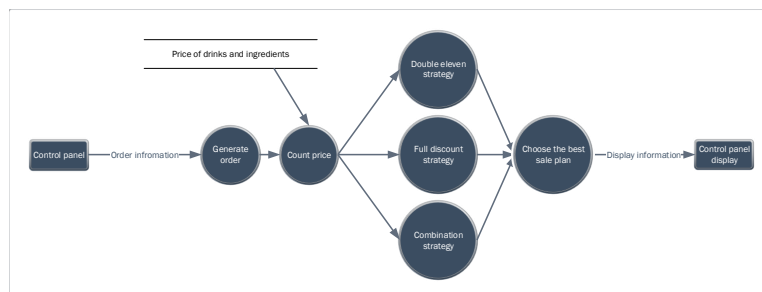 Price of drinks and ingredients
Double eleven
strategy
Control panel
Order infromation
Generate
order
Count price
Full discount
strategy
Choose the best
sale plan
Display information
Control panel
display
Combination
strategy